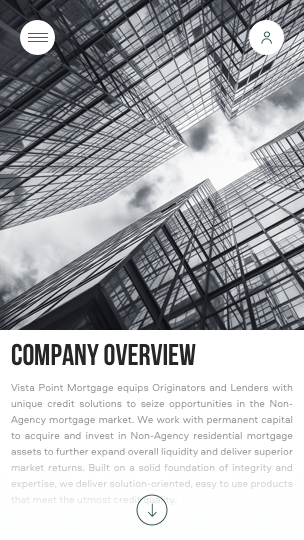 COMPANY OVERVIEW
Vista Point Mortgage equips Originators and Lenders with
unique credit solutions to seize opportunities in the Non-
Agency mortgage market. We work with permanent capital
to acquire and invest in Non-Agency residential mortgage
assets to further expand overall liquidity and deliver superior
market returns. Built on a solid foundation of integrity and
expertise, we deliver solution-oriented, easy to use products
that meet the utmost credit quality.